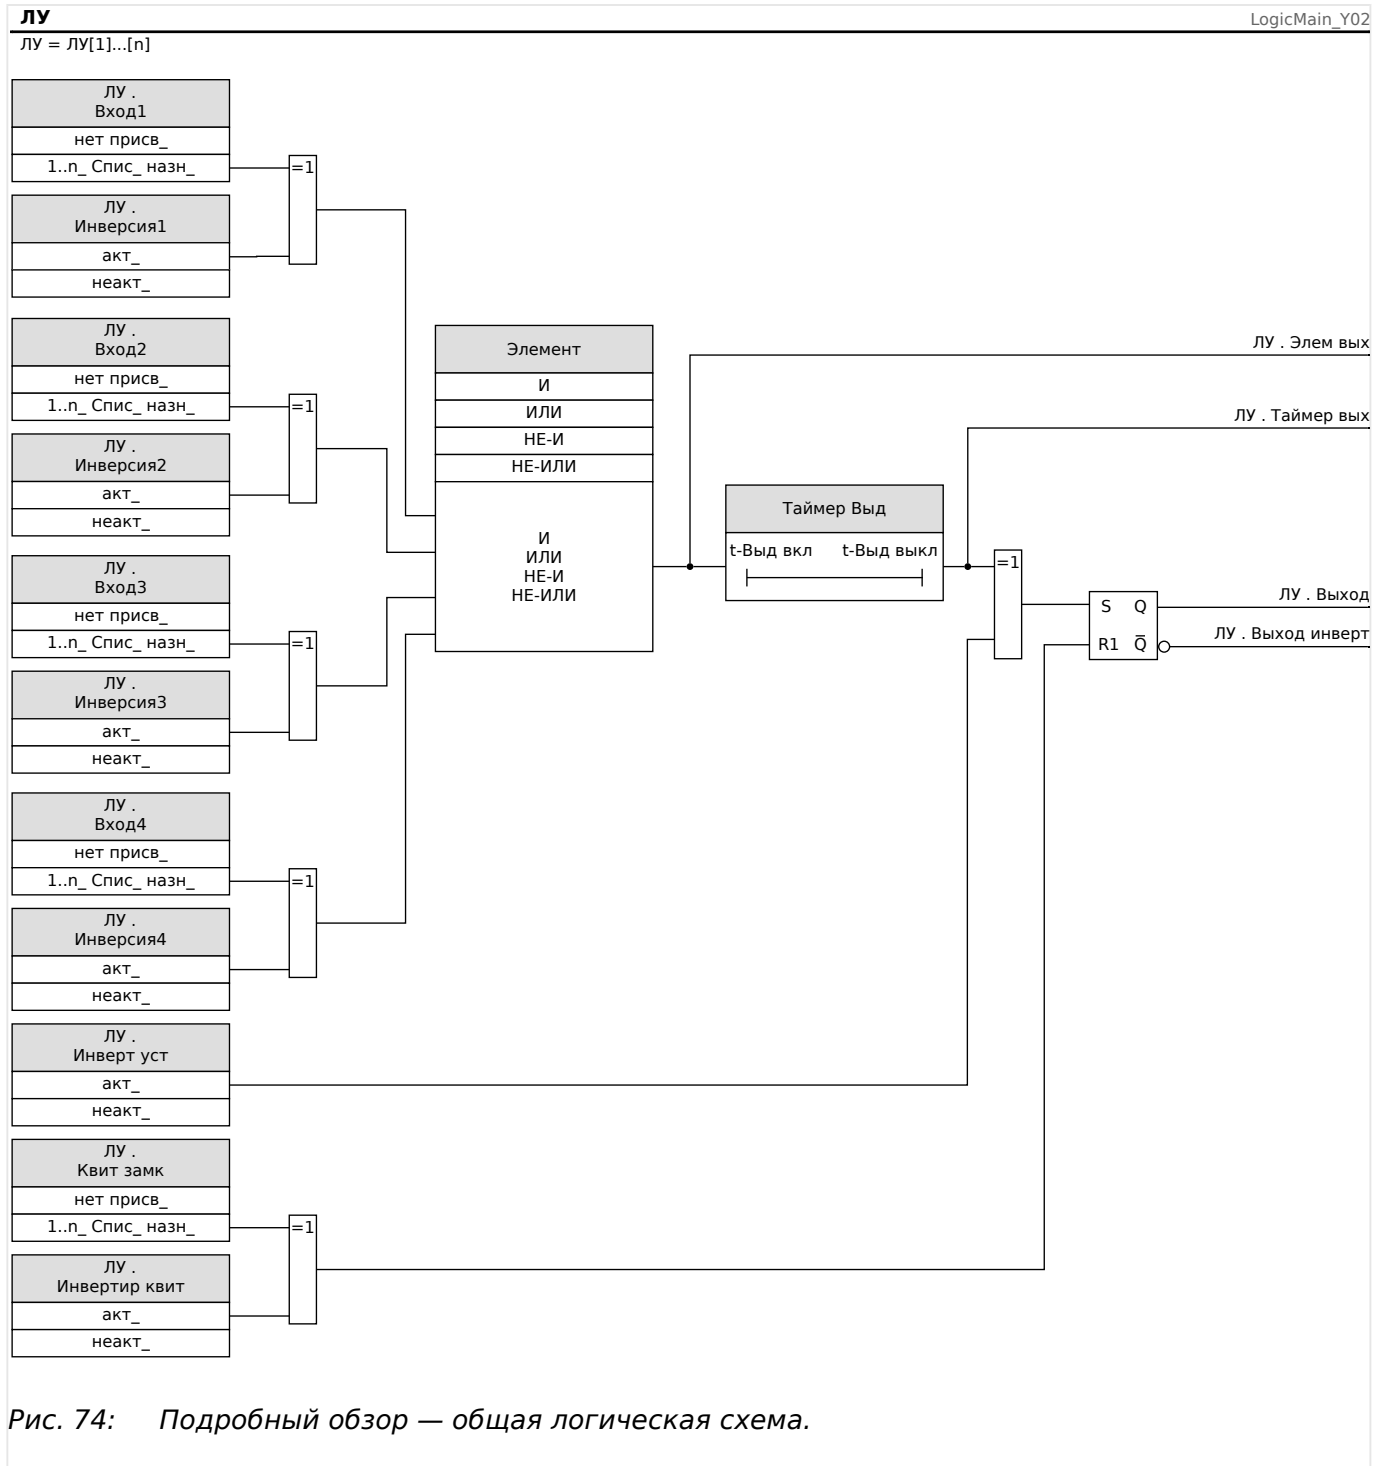 ЛУ
LogicMain_Y02
ЛУ = ЛУ[1]...[n]
ЛУ .
Вход1
нет присв_
1..n_ Спис_ назн_
=1
ЛУ .
Инверсия1
акт_
неакт_
ЛУ .
Вход2
нет присв_
1..n_ Спис_ назн_
=1
ЛУ .
Инверсия2
акт_
неакт_
ЛУ .
Вход3
нет присв_
1..n_ Спис_ назн_
=1
ЛУ .
Инверсия3
акт_
неакт_
ЛУ .
Вход4
нет присв_
1..n_ Спис_ назн_
=1
ЛУ .
Инверсия4
акт_
неакт_
ЛУ .
Инверт уст
акт_
неакт_
ЛУ .
Квит замк
нет присв_
1..n_ Спис_ назн_
=1
ЛУ .
Инвертир квит
акт_
неакт_
Элемент
И
ИЛИ
НЕ-И
НЕ-ИЛИ
И
ИЛИ
НЕ-И
НЕ-ИЛИ
Таймер Выд
t-Выд вкл t-Выд выкл
=1
S Q
R1 Q̅
ЛУ . Элем вых
ЛУ . Таймер вых
ЛУ . Выход
ЛУ . Выход инверт
Рис. 74: Подробный обзор — общая логическая схема.